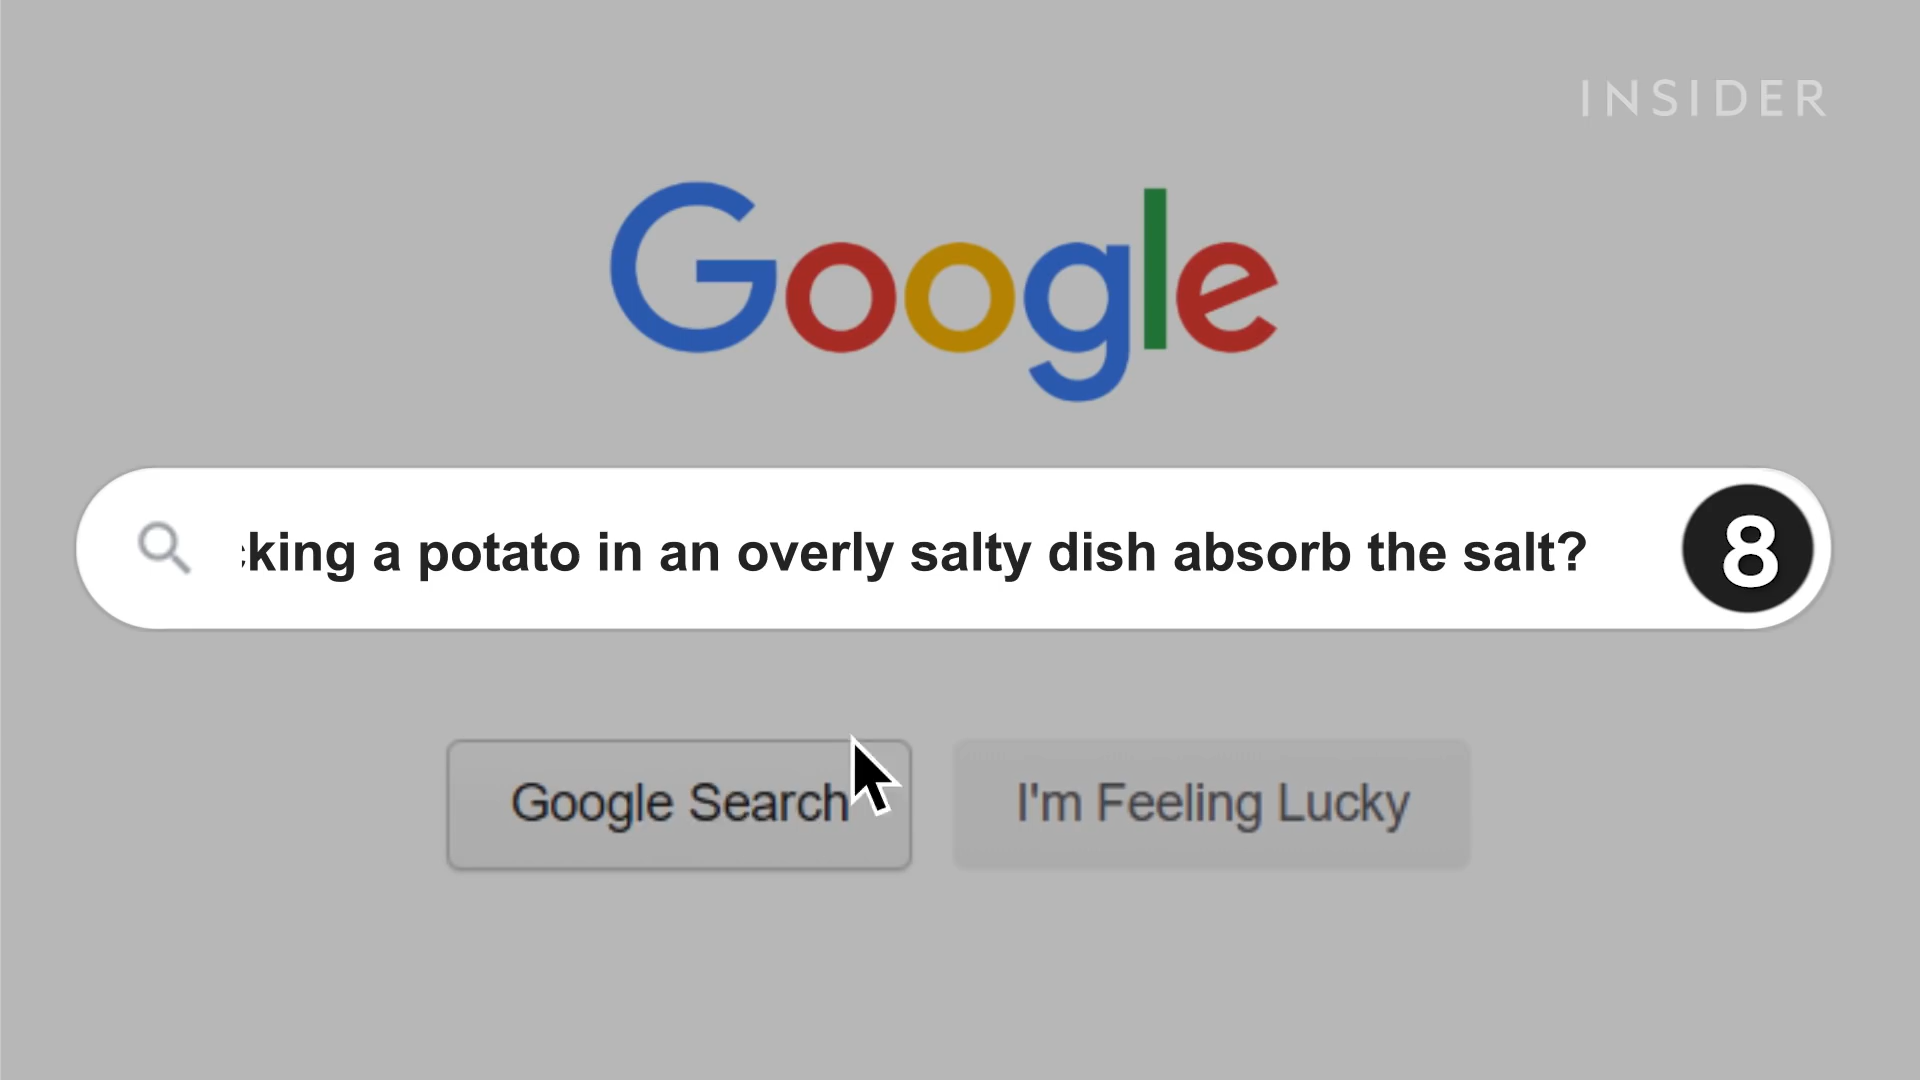 INSIDER
Google
king a potato in an overly salty dish absorb the salt?
8
Google Search
I'm Feeling Lucky